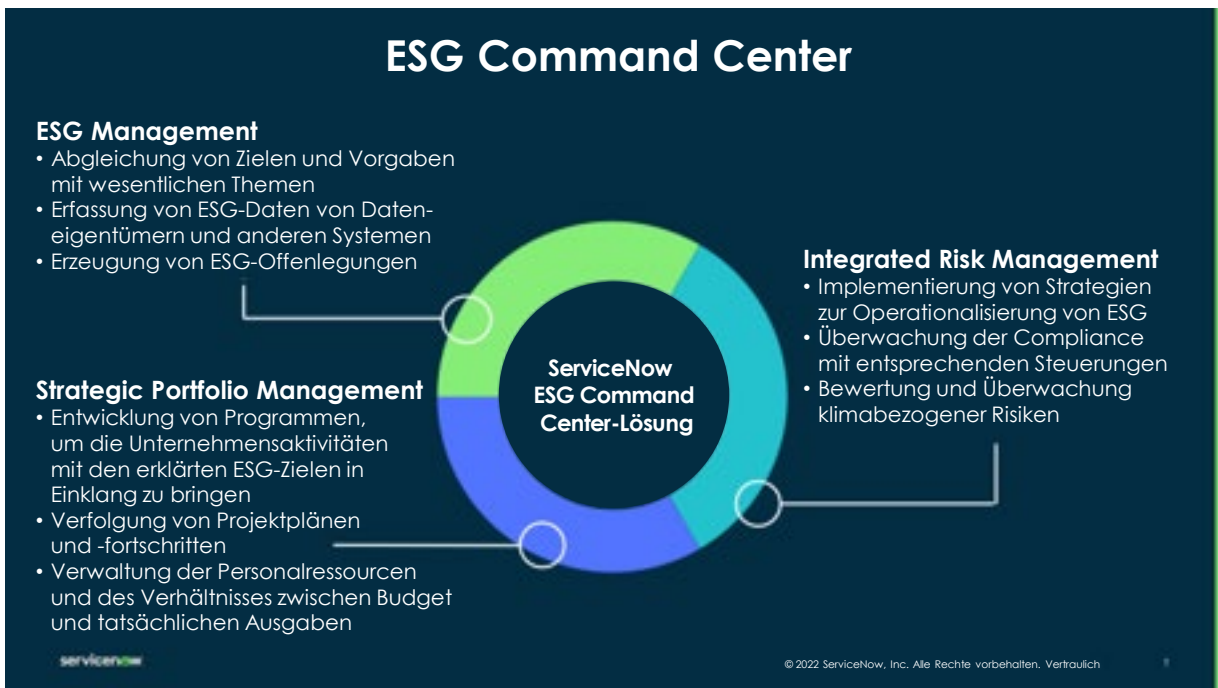 ESG Command Center
ESG Management
• Abgleichung von Zielen und Vorgaben
mit wesentlichen Themen
• Erfassung von ESG-Daten von Daten-
eigentümern und anderen Systemen
• Erzeugung von ESG-Offenlegungen
Strategic Portfolio Management
• Entwicklung von Programmen,
um die Unternehmensaktivitäten
mit den erklärten ESG-Zielen in
Einklang zu bringen
• Verfolgung von Projektplänen
und -fortschritten
• Verwaltung der Personalressourcen
und des Verhältnisses zwischen Budget
und tatsächlichen Ausgaben
ServiceNow
ESG Command
Center-Lösung
Integrated Risk Management
• Implementierung von Strategien
zur Operationalisierung von ESG
• Überwachung der Compliance
mit entsprechenden Steuerungen
• Bewertung und Überwachung
klimabezogener Risiken
servicenow
© 2022 ServiceNow, Inc. Alle Rechte vorbehalten. Vertraulich